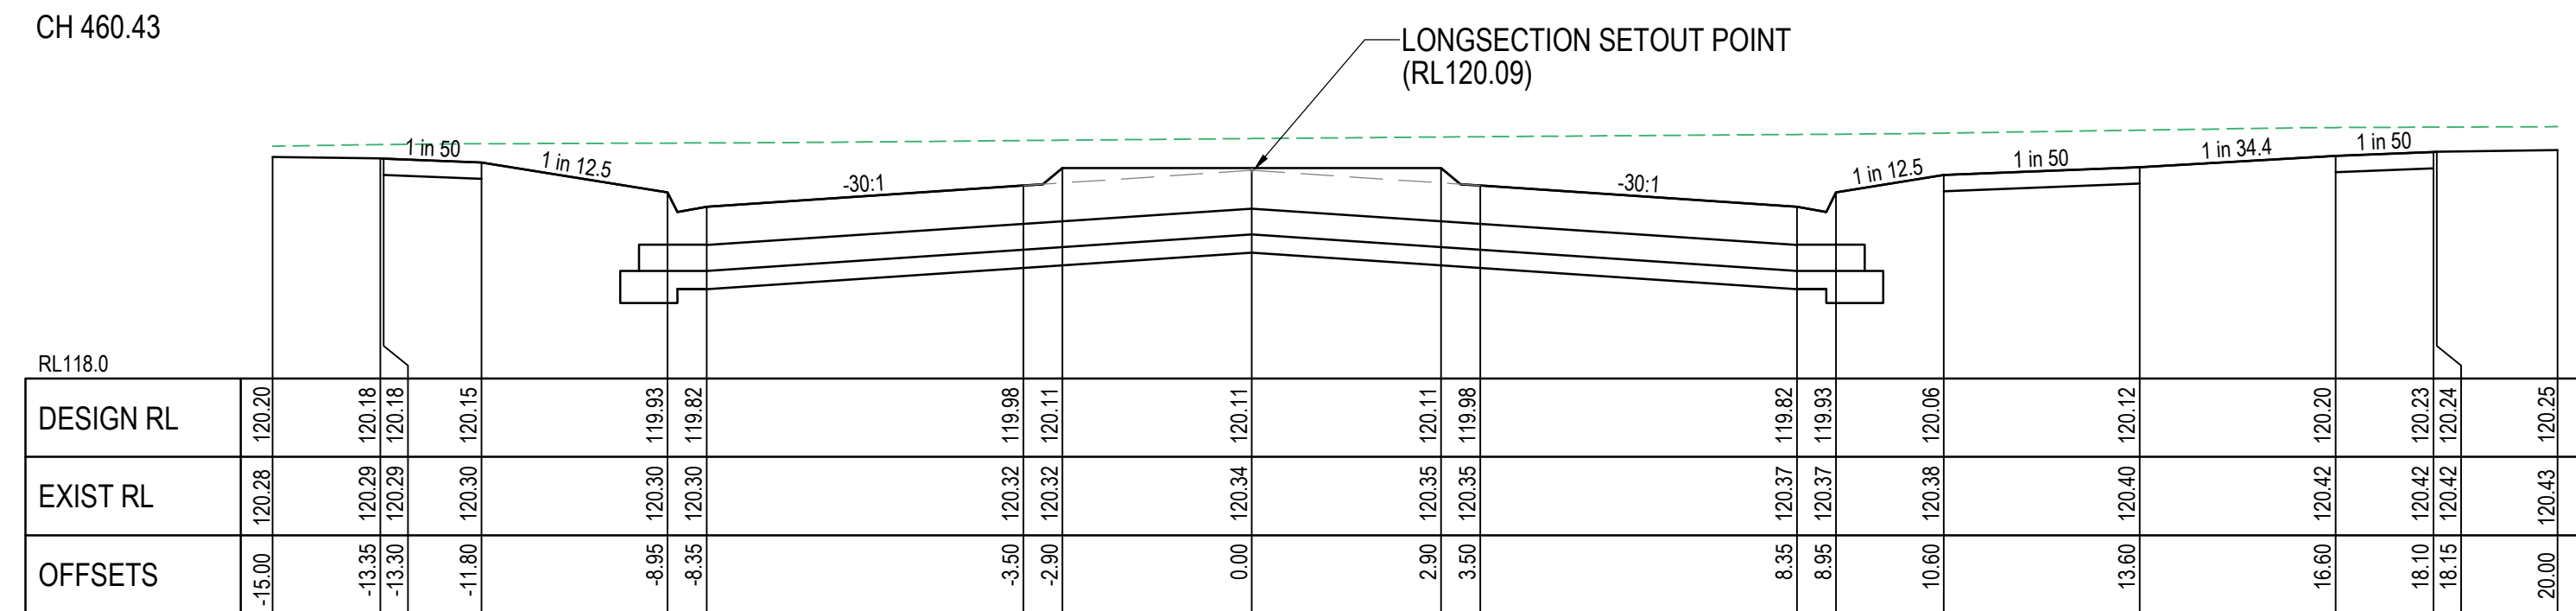 CH 460.43
LONGSECTION SETOUT POINT
(RL120.09)
1 in 50
1 in 12.5
-30:1
-30:1
1 in 12.5
1 in 50
1 in 34.4
1 in 50
RL118.0
DESIGN RL 120.20 120.18 120.18 120.15 119.93 119.82 119.98 120.11 120.11 120.11 119.98 119.82 119.93 120.06 120.12 120.20 120.23 120.24 120.25
EXIST RL 120.28 120.29 120.29 120.30 120.30 120.30 120.32 120.32 120.34 120.35 120.35 120.37 120.37 120.38 120.40 120.42 120.42 120.42 120.43
OFFSETS -15.00 -13.35 -13.30 -11.80 -8.95 -8.35 -3.50 -2.90 0.00 2.90 3.50 8.35 8.95 10.60 13.60 16.60 18.10 18.15 20.00